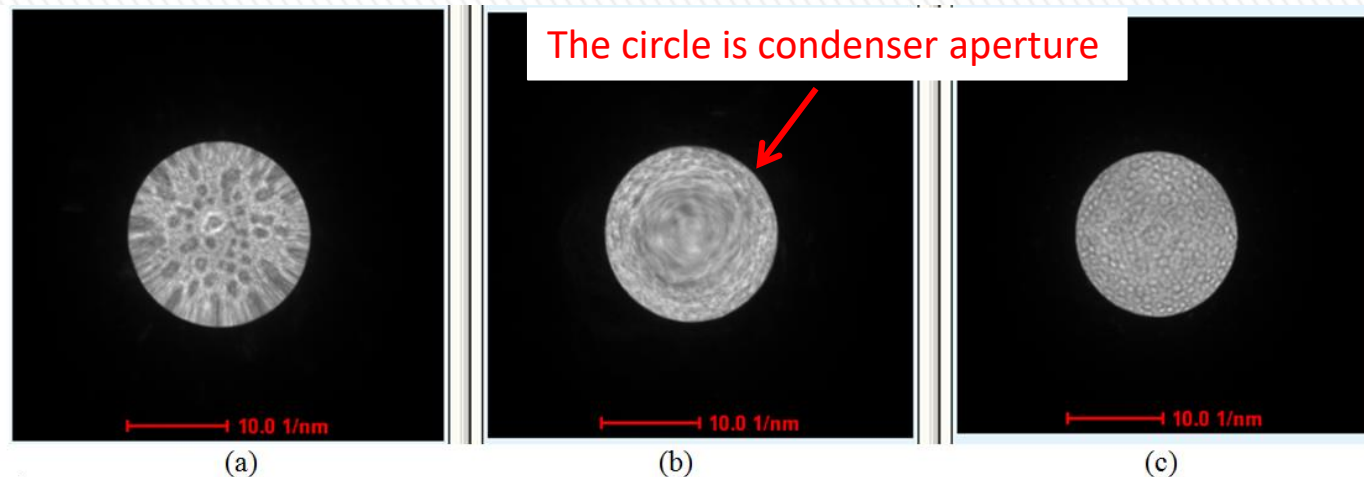 The circle is condenser aperture
10.0 1/nm
10.0 1/nm
10.0 1/nm
(a)
(b)
(c)